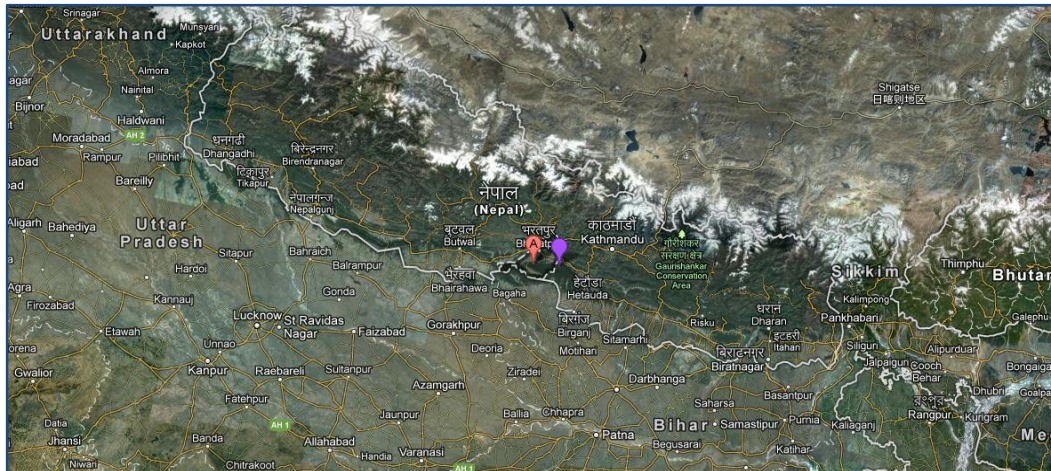 Srinagar
Munsyari
Uttarakhand
Kapkot
Almora
Nainital
Bijnor
Haldwani
AH 2
Moradabad
Rampur
Pilibhit
Bareilly
धनगढी
Dhangadhi
टिकापुर
Tikapur
बिरेन्द्रनगर
Birendranagar
नेपालगन्ज
Nepalgunj
नेपाल
(Nepal)
Shigatse
日喀则地区
बुटवल
Butwal
भरतपुर
A
काठमाडौं
Kathmandu
गौरीशंकर
संरक्षण क्षेत्र
Gaurishankar
Conservation
Area
Aligarh
Bahediya
Uttar
Pradesh
Sitapur
Bahraich
Balrampur
Hardoi
Gonda
भैरहवा
Bhairahawa
Bagaha
हेटौंडा
Hetauda
Sikkim
Thimphu
Bhutan
Kalimpong
Galephu
Agra
Firozabad
Kannauj
Etawah
Lucknow
St Ravidas
Nagar
Faizabad
Gorakhpur
बिरगंज
Birganj
Motihari
Sitamarhi
Risku
धरान
Dharan
इटहरी
Itahari
Pankhabari
Siliguri
Jalpaiguri
Alipurduar
Cooch
Behar
Bongaiga
Goalpa
Dhubri
Unnao
Kanpur
Raebareli
Sultanpur
Deoria
Ziradei
बिराटनगर
Biratnagar
Gwalior
Fatehpur
Azamgarh
Darbhanga
Basantpur
Saharsa
Purnia
रংপুর
Rangpur
Kurigram
Datia
Jhansi
AH 1
Jaunpur
Ballia
Chhapra
Patna
Bihar
Samastipur
Kaliaganj
Me
Banda
Allahabad
Handia
Varanasi
Begusarai
Katihar
Niwari
Chitrakoot
AH 1